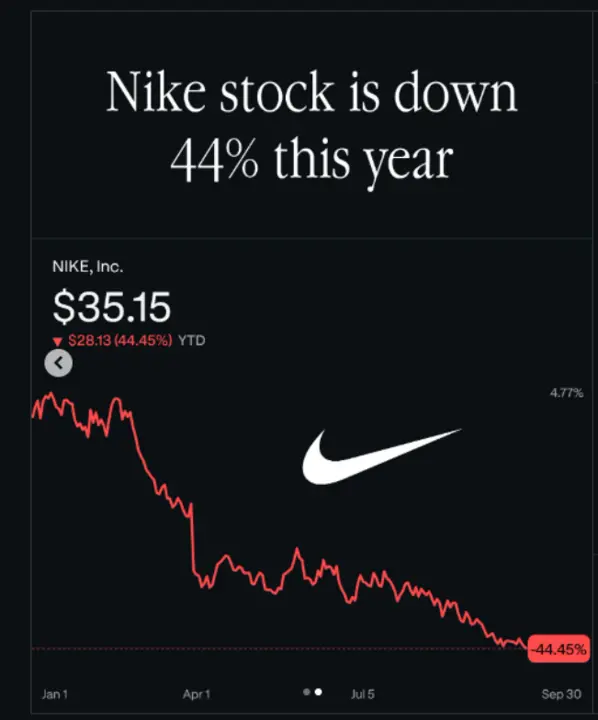 Nike stock is down
44% this year
NIKE, Inc.
$35.15
▼ $28.13 (44.45%) YTD
4.77%
-44.45%
Jan 1 Apr 1 Jul 5 Sep 30